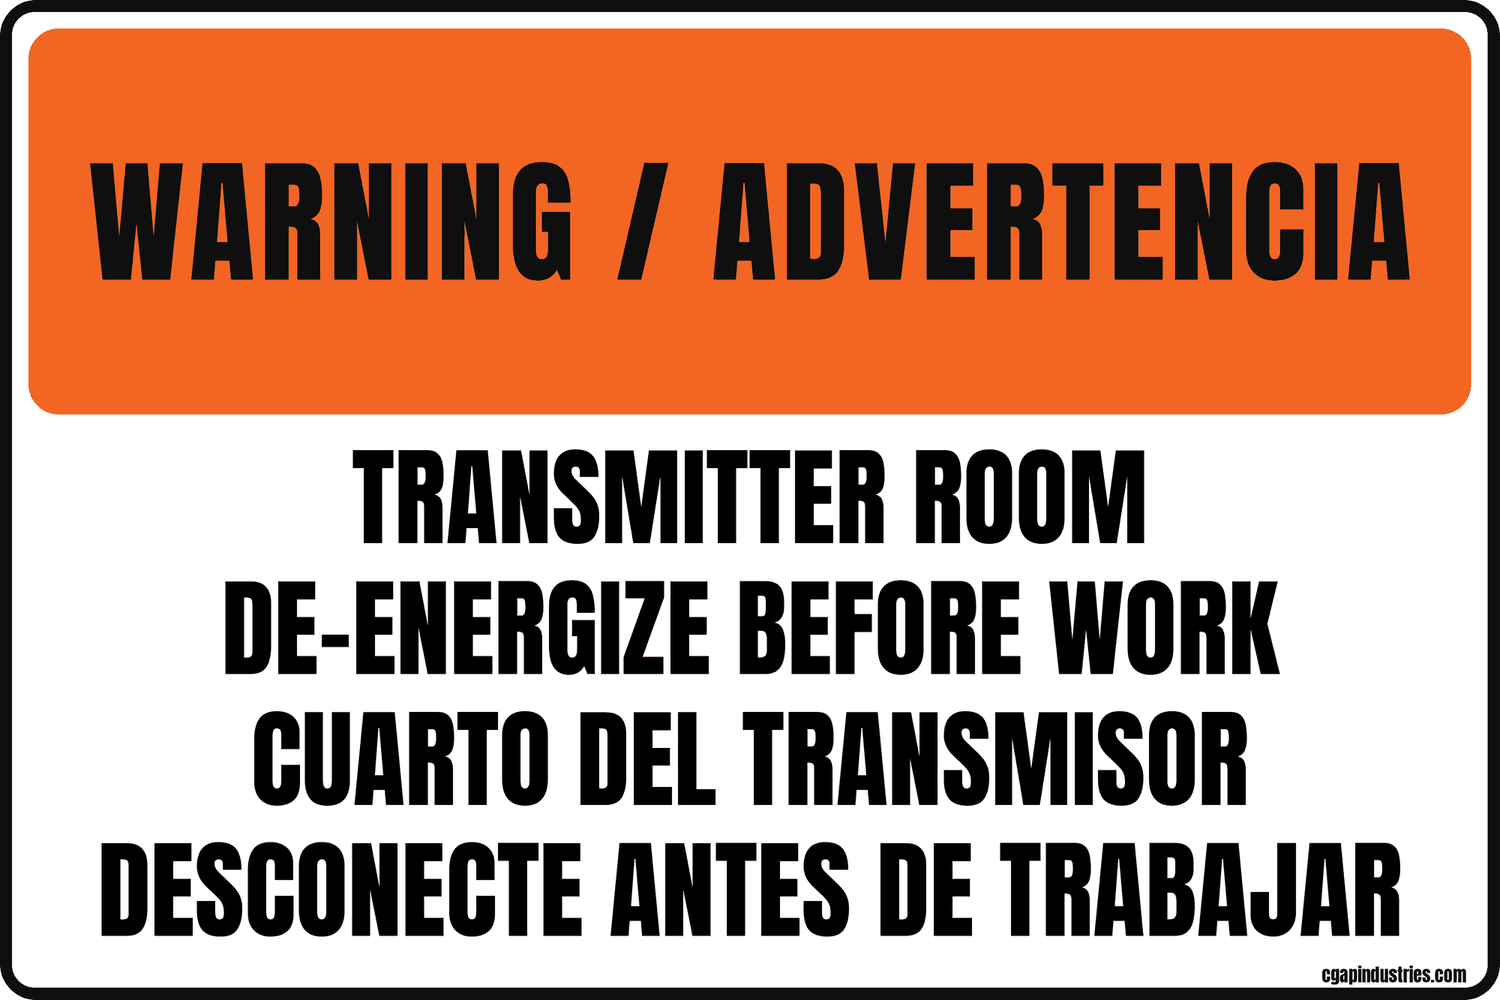 WARNING / ADVERTENCIA
TRANSMITTER ROOM
DE-ENERGIZE BEFORE WORK
CUARTO DEL TRANSMISOR
DESCONECTE ANTES DE TRABAJAR
cgapindustries.com